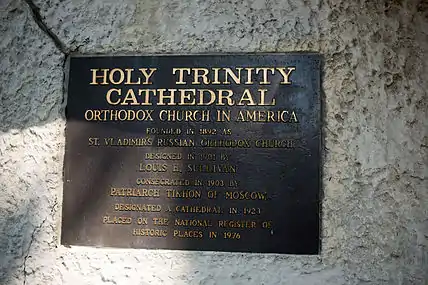 HOLY TRINITY
CATHEDRAL
ORTHODOX CHURCH IN AMERICA
FOUNDED IN 1892 AS
ST. VLADIMIRS RUSSIAN ORTHODOX CHURCH
DESIGNED IN 1901 BY
LOUIS H. SULLIVAN
CONSECRATED IN 1903 BY
PATRIARCH TIKHON OF MOSCOW
DESIGNATED A CATHEDRAL IN 1923
PLACED ON THE NATIONAL REGISTER OF
HISTORIC PLACES IN 1976